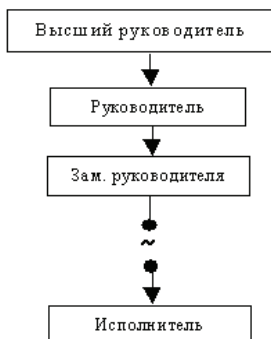 Высший руководитель
Руководитель
Зам. руководителя
~
Исполнитель